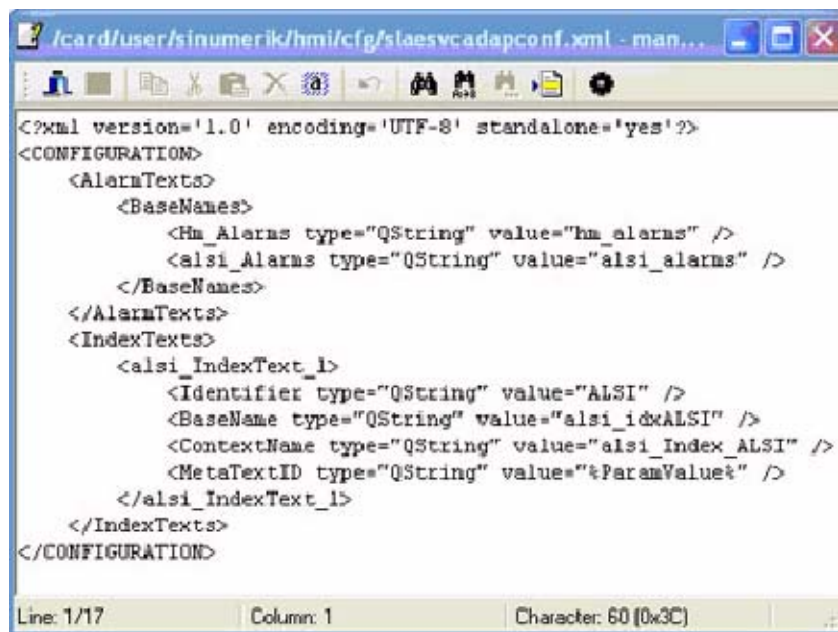 /card/user/sinumerik/hmi/cfg/slaesvcadapconf.xml - man...
<?xml version='1.0' encoding='UTF-8' standalone='yes'?>
<CONFIGURATION>
<AlarmTexts>
<BaseNames>
<Hm_Alarms type="QString" value="hm_alarms" />
<alsi_Alarms type="QString" value="alsi_alarms" />
</BaseNames>
</AlarmTexts>
<IndexTexts>
<alsi_IndexText_1>
<Identifier type="QString" value="ALSI" />
<BaseName type="QString" value="alsi_idxALSI" />
<ContextName type="QString" value="alsi_Index_ALSI" />
<MetaTextID type="QString" value="%ParamValue%" />
</alsi_IndexText_1>
</IndexTexts>
</CONFIGURATION>
Line: 1/17 Column: 1 Character: 60 (0x3C)